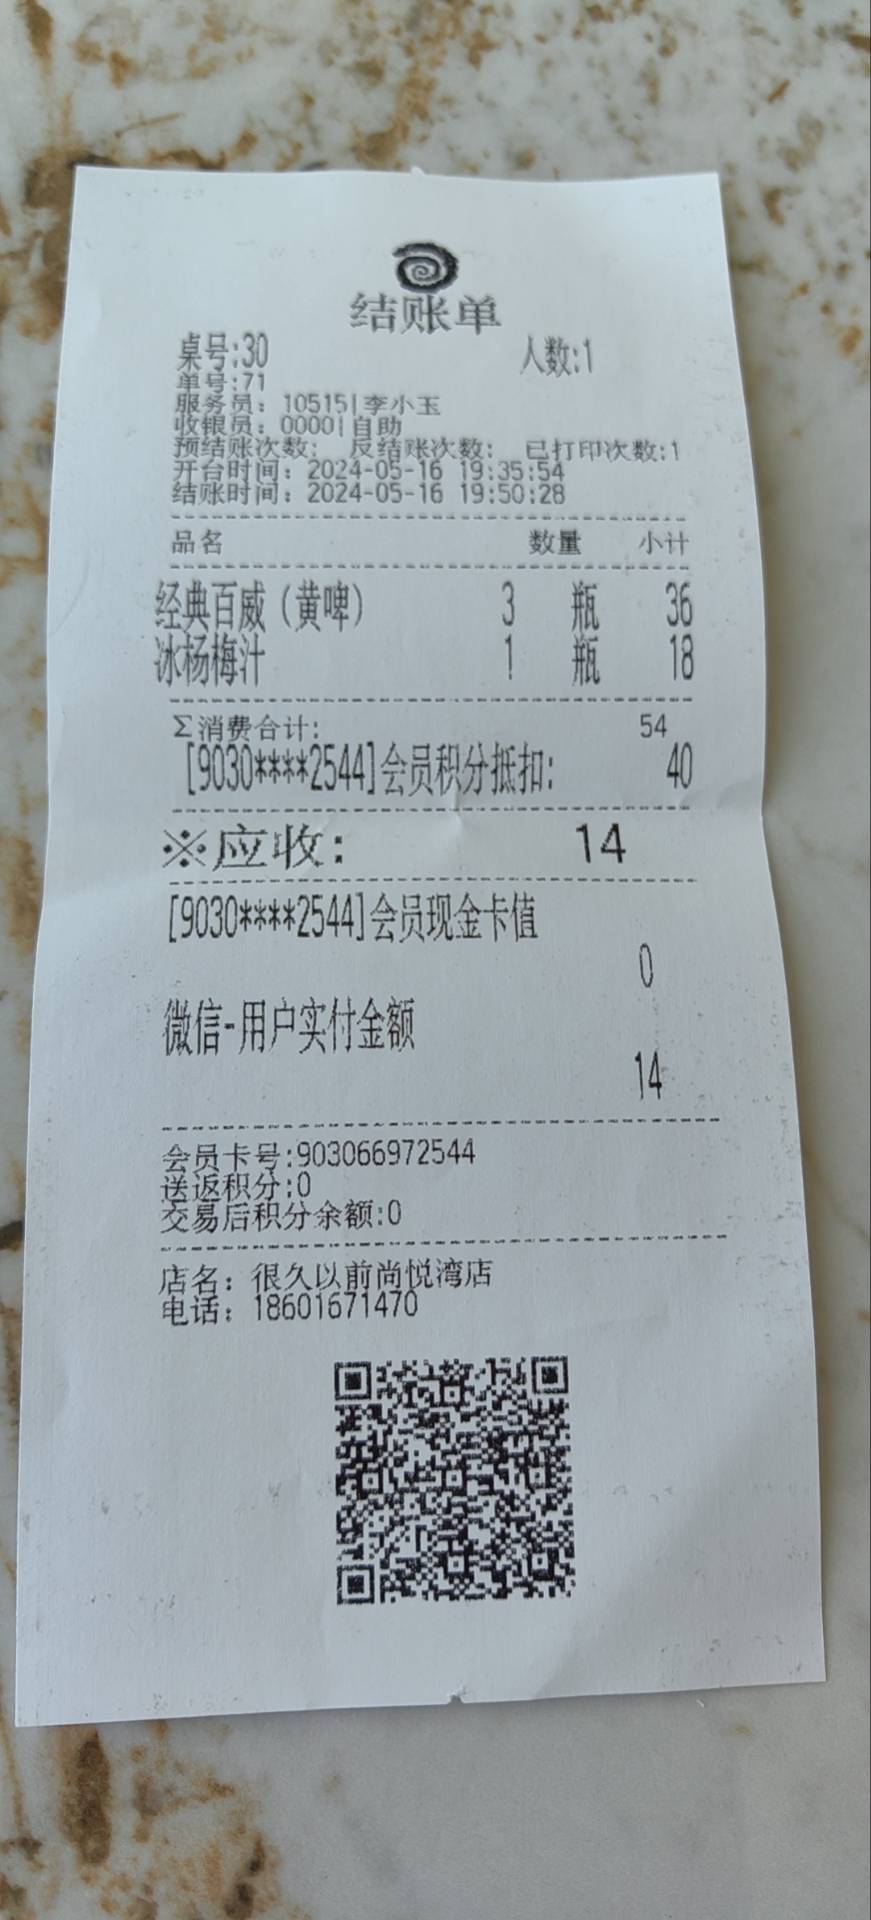 结账单
桌号:30 人数:1
单号:71
服务员: 10515|李小玉
收银员: 0000|自助
预结账次数: 反结账次数: 已打印次数:1
开台时间: 2024-05-16 19:35:54
结账时间: 2024-05-16 19:50:28
品名 数量 小计
经典百威（黄啤） 3 瓶 36
冰杨梅汁 1 瓶 18
Σ消费合计: 54
[9030****2544]会员积分抵扣: 40
※应收: 14
[9030****2544]会员现金卡值
0
微信-用户实付金额
14
会员卡号:903066972544
送返积分:0
交易后积分余额:0
店名: 很久以前尚悦湾店
电话: 18601671470